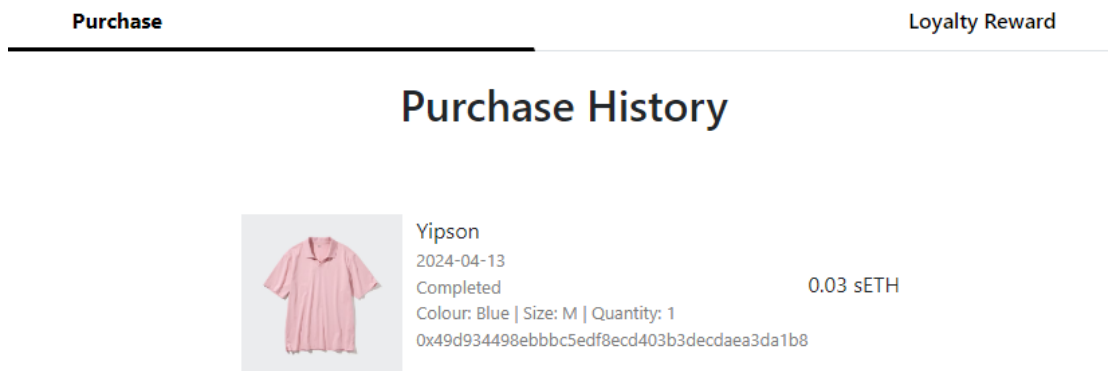 Purchase
Loyalty Reward
Purchase History
Yipson
2024-04-13
Completed
0.03 sETH
Colour: Blue | Size: M | Quantity: 1
0x49d934498ebbbc5edf8ecd403b3decdaea3da1b8